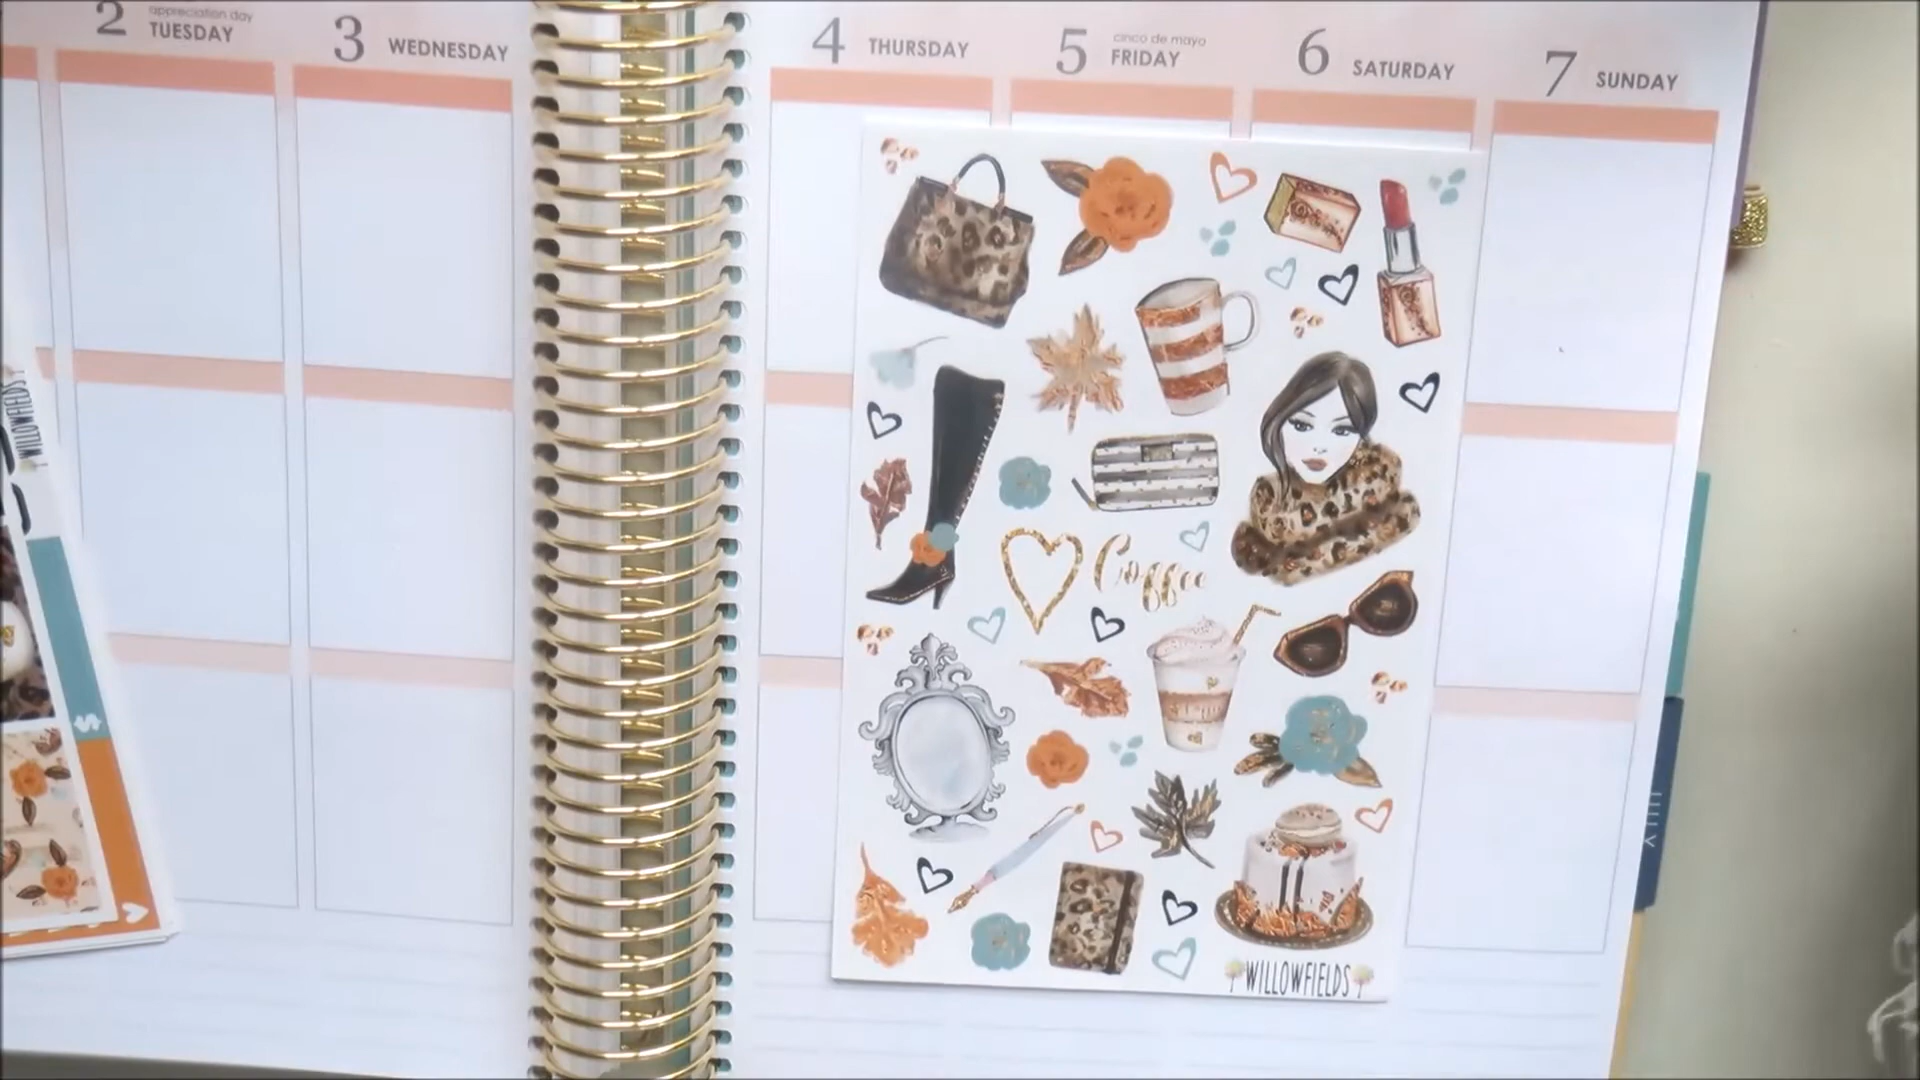 2
appreciation day
TUESDAY
3 WEDNESDAY
4 THURSDAY
5
cinco de mayo
FRIDAY
6 SATURDAY
7 SUNDAY
Coffee
WILLOWFIELDS
WILLOWFIELDS